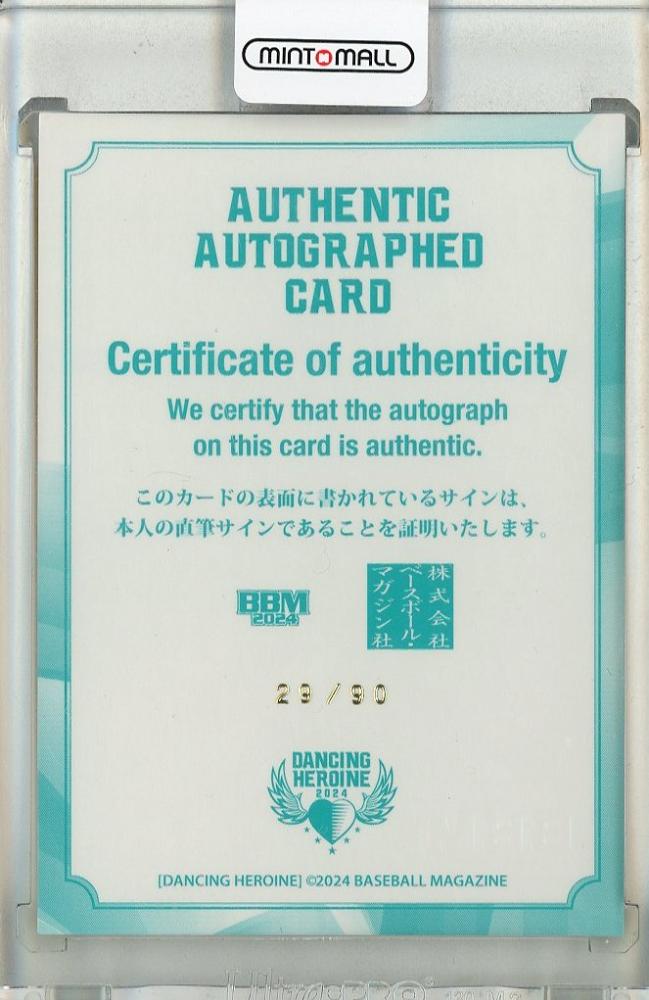 MINT MALL
AUTHENTIC
AUTOGRAPHED
CARD
Certificate of authenticity
We certify that the autograph
on this card is authentic.
このカードの表面に書かれているサインは、
本人の直筆サインであることを証明いたします。
BBM
2024
株式会社
ベースボール・
マガジン社
29/90
DANCING
HEROINE
2024
[DANCING HEROINE] ©2024 BASEBALL MAGAZINE
Ultra PRO®